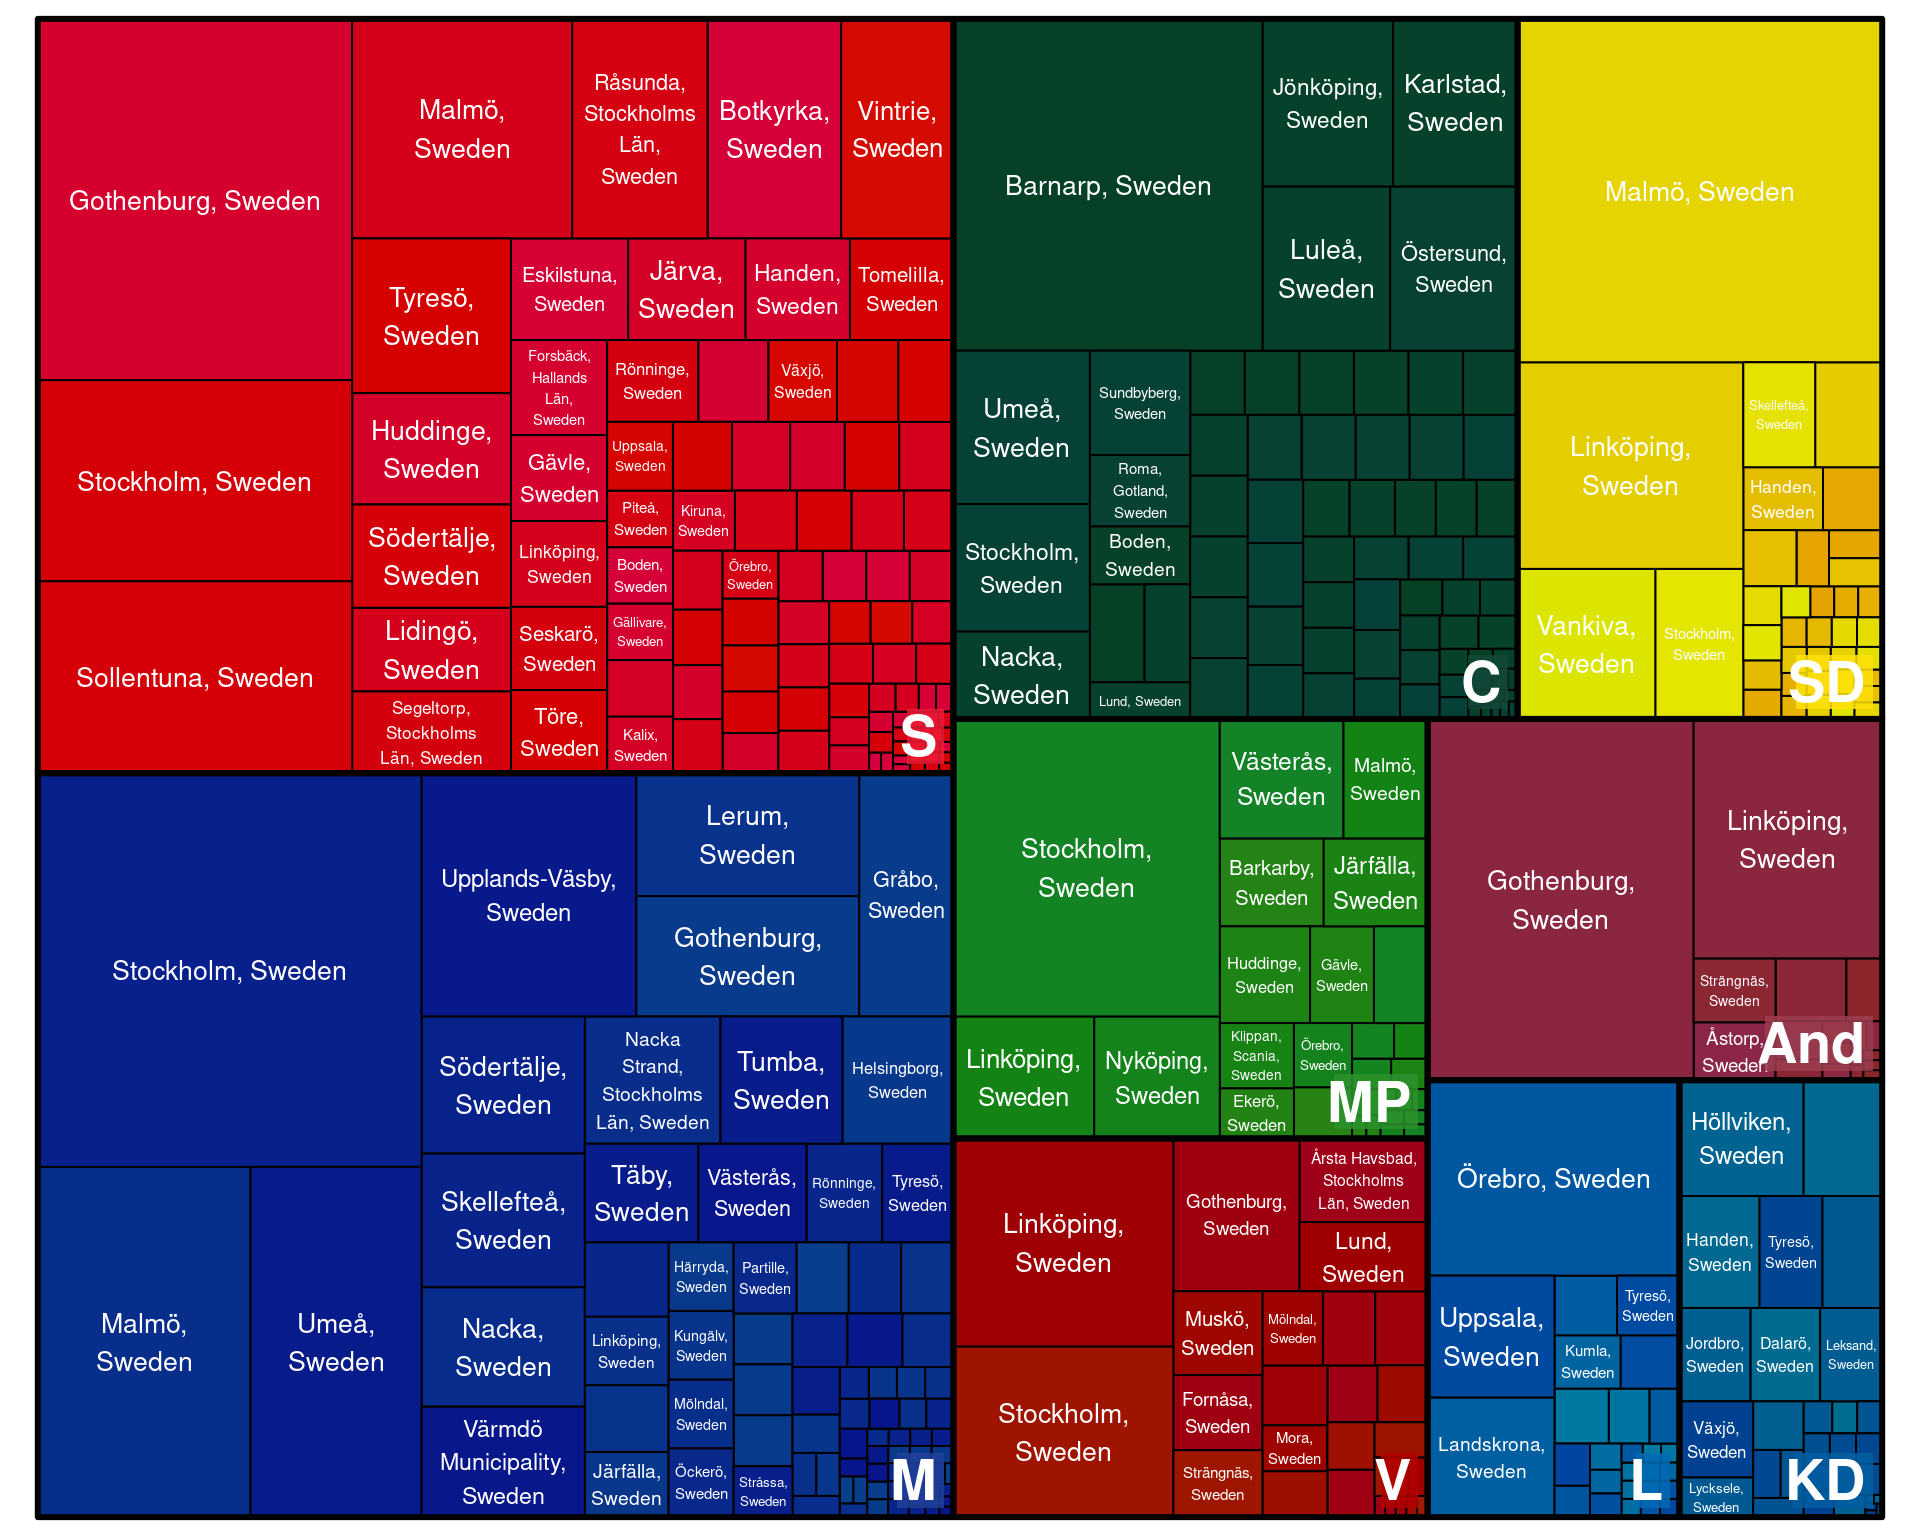 Gothenburg, Sweden
Stockholm, Sweden
Sollentuna, Sweden
Malmö,
Sweden
Råsunda,
Stockholms
Län,
Sweden
Botkyrka,
Sweden
Vintrie,
Sweden
Tyresö,
Sweden
Huddinge,
Sweden
Södertälje,
Sweden
Lidingö,
Sweden
Segeltorp,
Stockholms
Län, Sweden
Eskilstuna,
Sweden
Järva,
Sweden
Handen,
Sweden
Tomelilla,
Sweden
Forsbäck,
Hallands
Län,
Sweden
Gävle,
Sweden
Linköping,
Sweden
Seskarö,
Sweden
Töre,
Sweden
Rönninge,
Sweden
Växjö,
Sweden
Uppsala,
Sweden
Piteå,
Sweden
Kiruna,
Sweden
Boden,
Sweden
Örebro,
Sweden
Gällivare,
Sweden
Kalix,
Sweden
S
Barnarp, Sweden
Jönköping,
Sweden
Karlstad,
Sweden
Luleå,
Sweden
Östersund,
Sweden
Umeå,
Sweden
Stockholm,
Sweden
Nacka,
Sweden
Sundbyberg,
Sweden
Roma,
Gotland,
Sweden
Boden,
Sweden
Lund, Sweden
C
Malmö, Sweden
Linköping,
Sweden
Vankiva,
Sweden
Stockholm,
Sweden
Skellefteå,
Sweden
Handen,
Sweden
SD
Stockholm, Sweden
Malmö,
Sweden
Umeå,
Sweden
Upplands-Väsby,
Sweden
Lerum,
Sweden
Gothenburg,
Sweden
Gråbo,
Sweden
Södertälje,
Sweden
Skellefteå,
Sweden
Nacka,
Sweden
Värmdö
Municipality,
Sweden
Nacka
Strand,
Stockholms
Län, Sweden
Tumba,
Sweden
Helsingborg,
Sweden
Täby,
Sweden
Västerås,
Sweden
Rönninge,
Sweden
Tyresö,
Sweden
Härryda,
Sweden
Partille,
Sweden
Linköping,
Sweden
Kungälv,
Sweden
Mölndal,
Sweden
Järfälla,
Sweden
Öckerö,
Sweden
Stråssa,
Sweden
M
Stockholm,
Sweden
Linköping,
Sweden
Nyköping,
Sweden
Västerås,
Sweden
Malmö,
Sweden
Barkarby,
Sweden
Järfälla,
Sweden
Huddinge,
Sweden
Gävle,
Sweden
Klippan,
Scania,
Sweden
Örebro,
Sweden
Ekerö,
Sweden
MP
Gothenburg,
Sweden
Linköping,
Sweden
Strängnäs,
Sweden
Åstorp,
Sweden
And
Linköping,
Sweden
Stockholm,
Sweden
Gothenburg,
Sweden
Årsta Havsbad,
Stockholms
Län, Sweden
Lund,
Sweden
Muskö,
Sweden
Mölndal,
Sweden
Fornåsa,
Sweden
Mora,
Sweden
Strängnäs,
Sweden
V
Örebro, Sweden
Uppsala,
Sweden
Landskrona,
Sweden
Tyresö,
Sweden
Kumla,
Sweden
L
Höllviken,
Sweden
Handen,
Sweden
Tyresö,
Sweden
Jordbro,
Sweden
Dalarö,
Sweden
Leksand,
Sweden
Växjö,
Sweden
Lycksele,
Sweden
KD